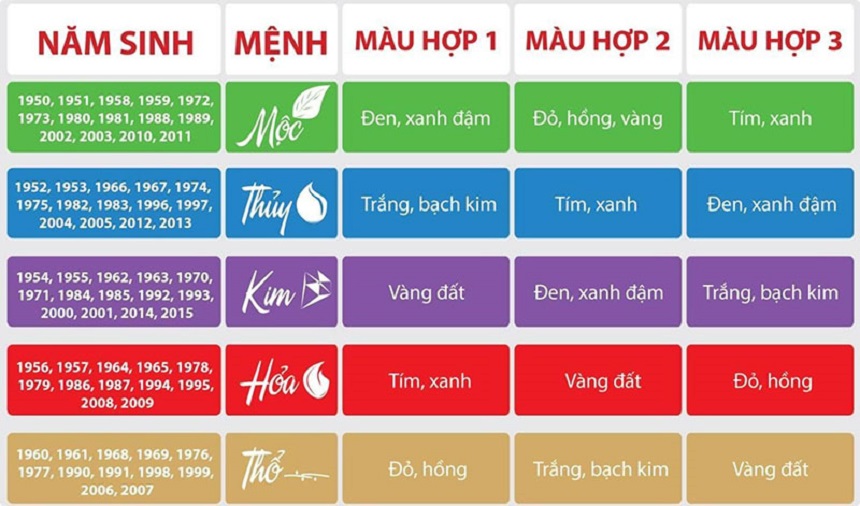 NĂM SINH MỆNH MÀU HỢP 1 MÀU HỢP 2 MÀU HỢP 3
1950, 1951, 1958, 1959, 1972,
1973, 1980, 1981, 1988, 1989,
2002, 2003, 2010, 2011
Mộc
Đen, xanh đậm
Đỏ, hồng, vàng
Tím, xanh
1952, 1953, 1966, 1967, 1974,
1975, 1982, 1983, 1996, 1997,
2004, 2005, 2012, 2013
Thủy
Trắng, bạch kim
Tím, xanh
Đen, xanh đậm
1954, 1955, 1962, 1963, 1970,
1971, 1984, 1985, 1992, 1993,
2000, 2001, 2014, 2015
Kim
Vàng đất
Đen, xanh đậm
Trắng, bạch kim
1956, 1957, 1964, 1965, 1978,
1979, 1986, 1987, 1994, 1995,
2008, 2009
Hỏa
Tím, xanh
Vàng đất
Đỏ, hồng
1960, 1961, 1968, 1969, 1976,
1977, 1990, 1991, 1998, 1999,
2006, 2007
Thổ
Đỏ, hồng
Trắng, bạch kim
Vàng đất